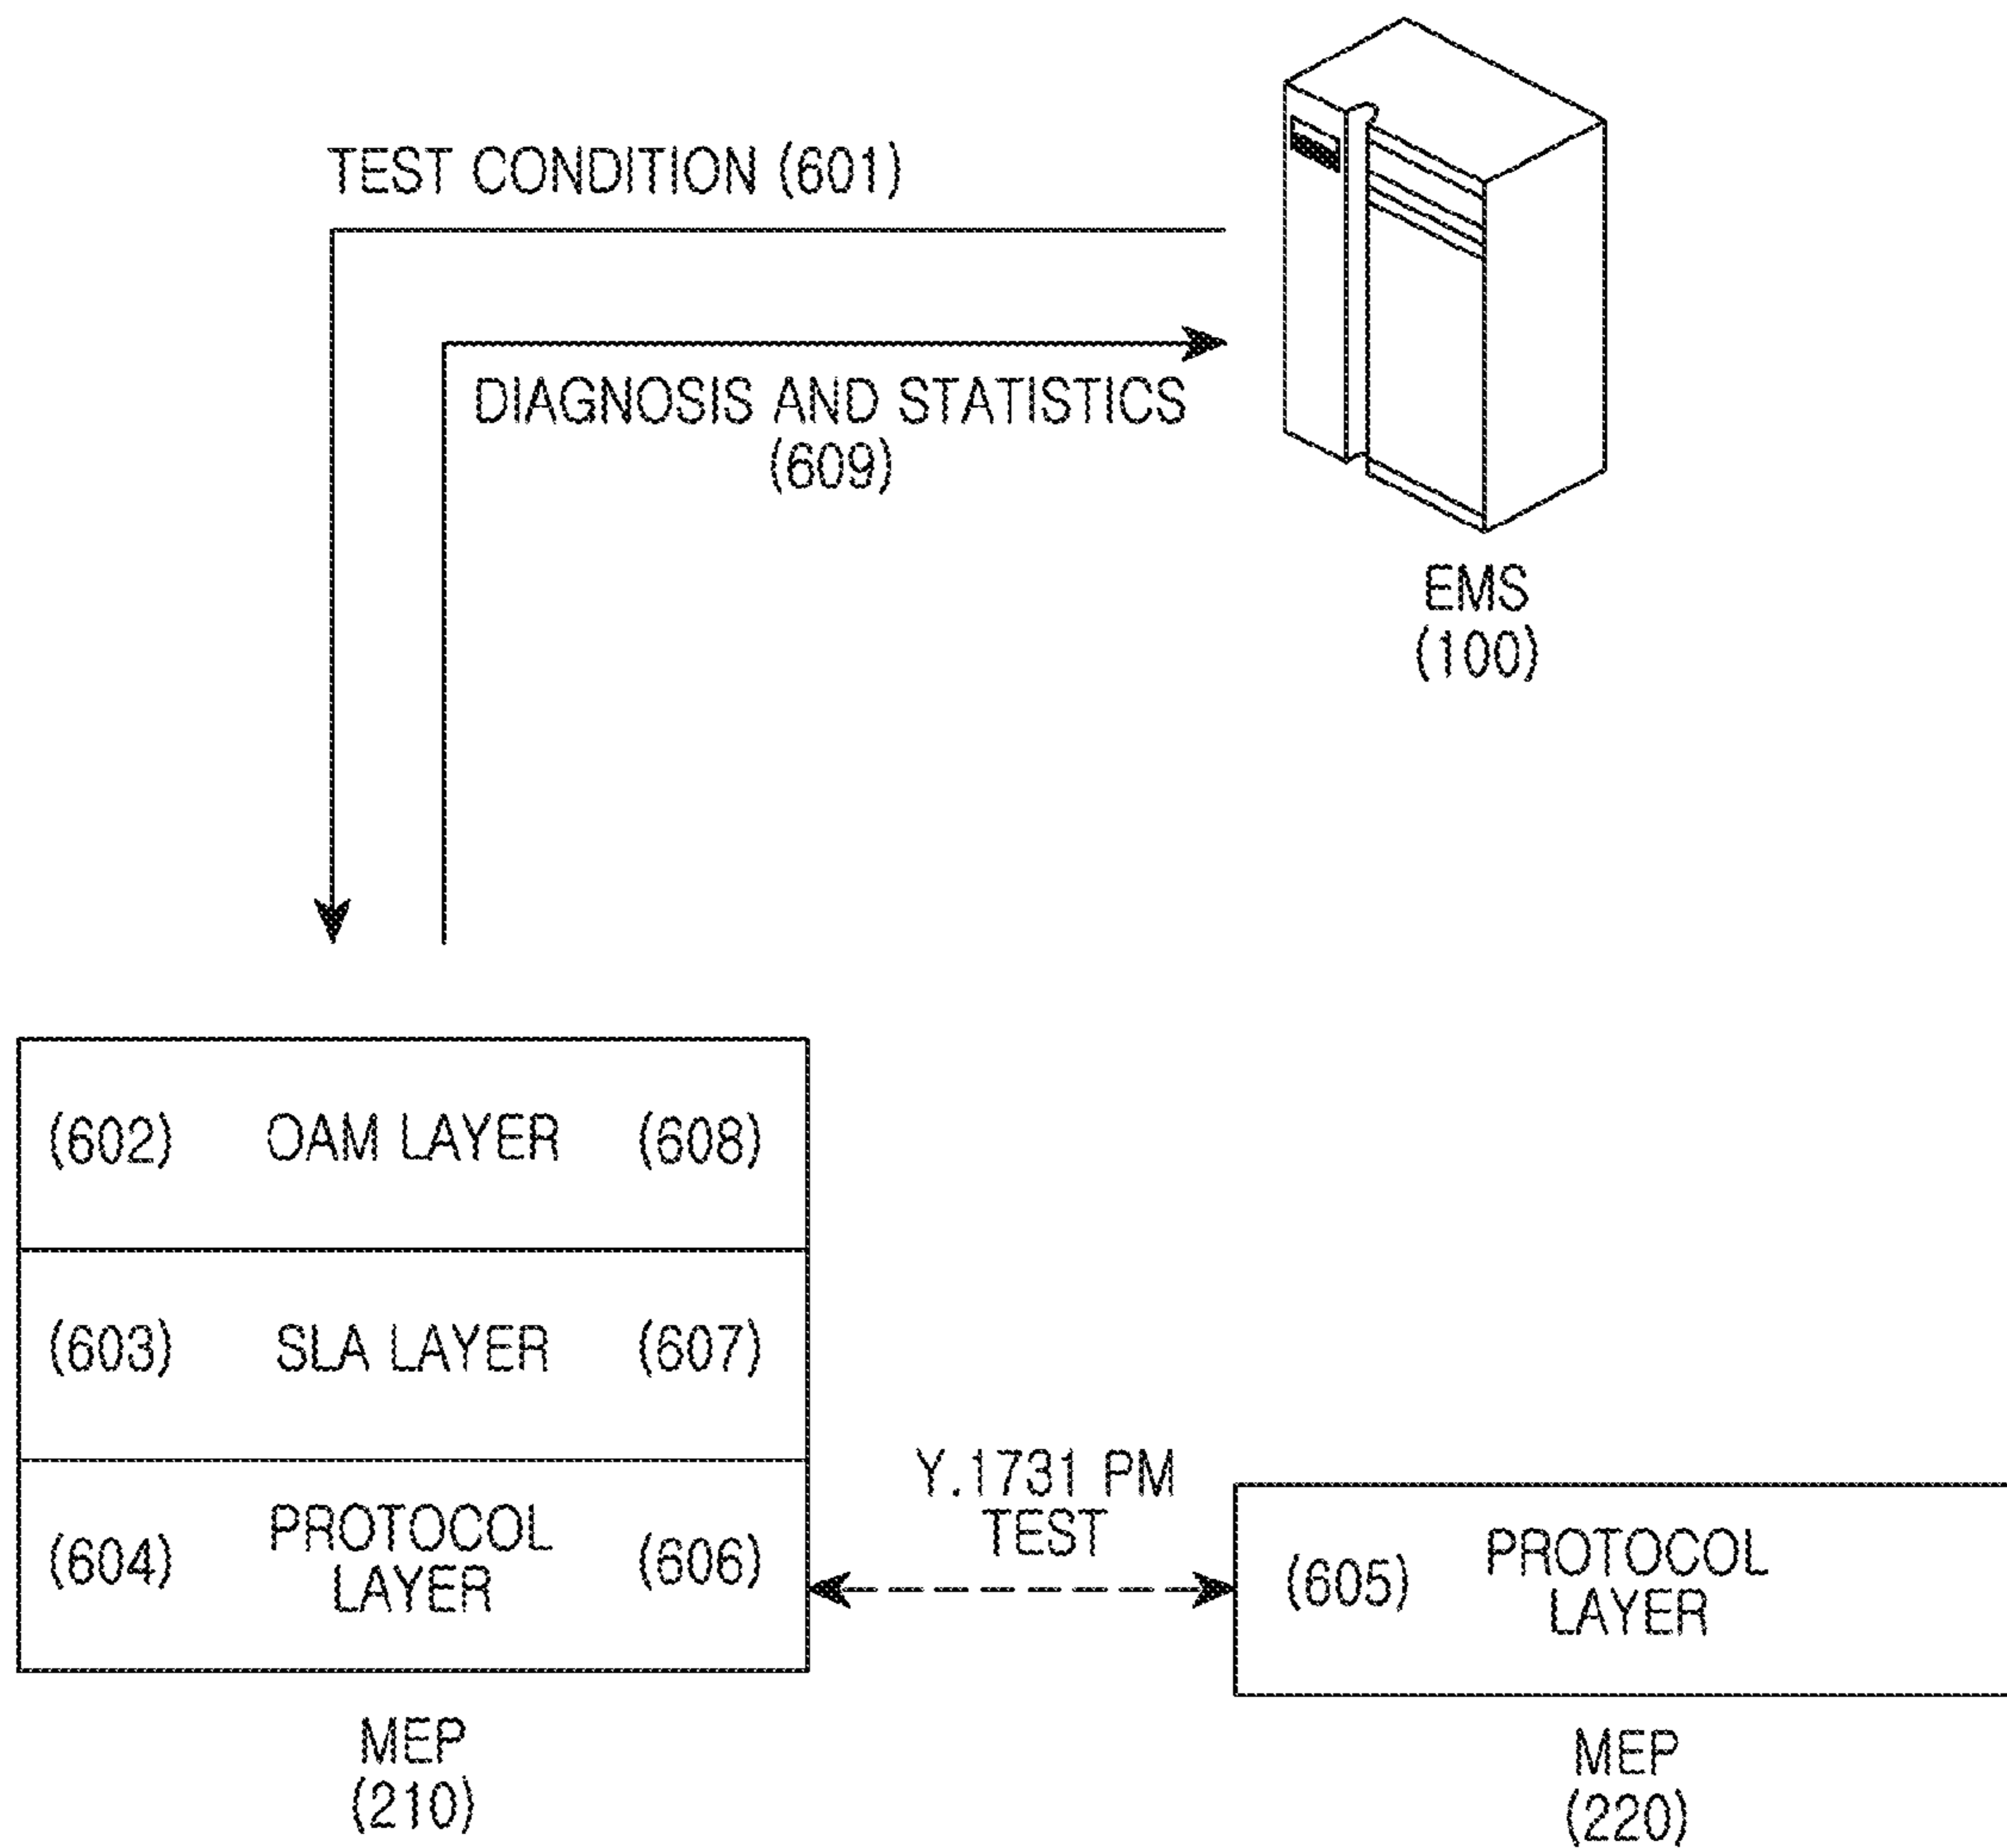 TEST CONDITION (601)
DIAGNOSIS AND STATISTICS
(609)
EMS
(100)
(602) OAM LAYER (608)
(603) SLA LAYER (607)
(604) PROTOCOL LAYER (606)
Y.1731 PM
TEST
(605) PROTOCOL
LAYER
MEP
(210)
MEP
(220)